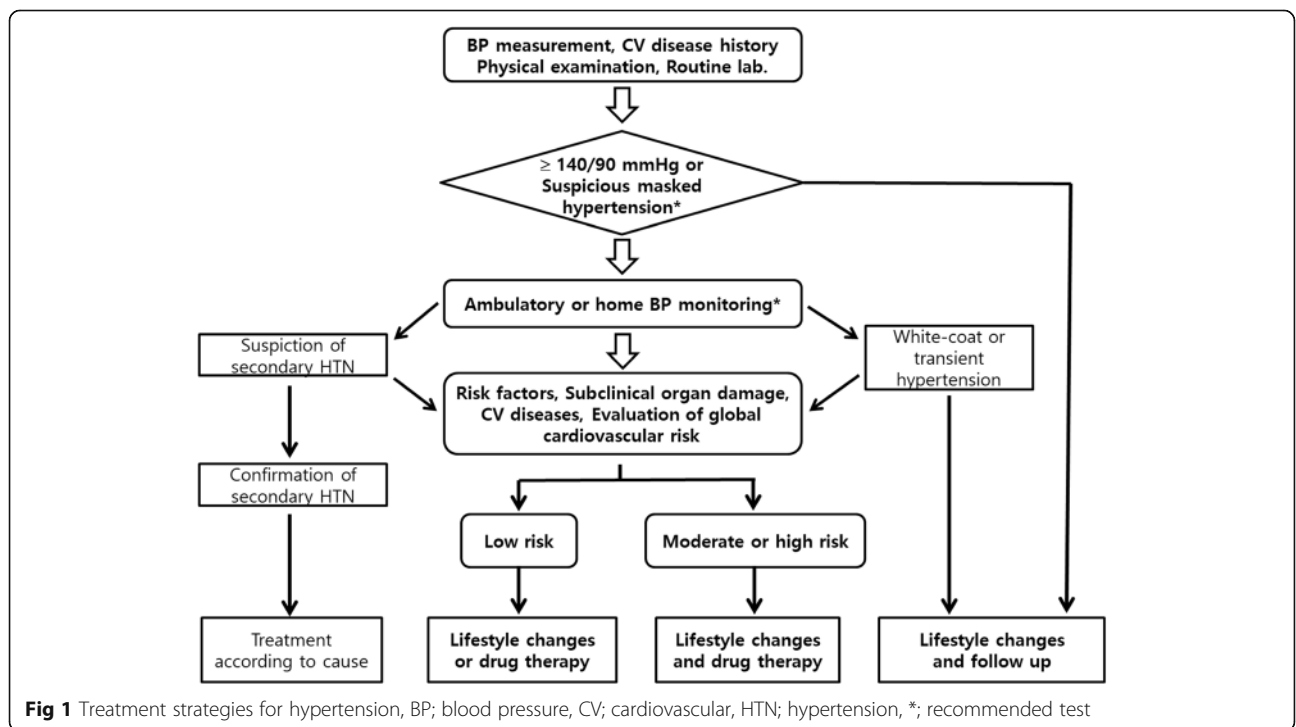 BP measurement, CV disease history
Physical examination, Routine lab.
≥ 140/90 mmHg or
Suspicious masked
hypertension*
Ambulatory or home BP monitoring*
Suspiction of
secondary HTN
White-coat or
transient
hypertension
Risk factors, Subclinical organ damage,
CV diseases, Evaluation of global
cardiovascular risk
Confirmation of
secondary HTN
Low risk
Moderate or high risk
Treatment
according to cause
Lifestyle changes
or drug therapy
Lifestyle changes
and drug therapy
Lifestyle changes
and follow up
Fig 1 Treatment strategies for hypertension, BP; blood pressure, CV; cardiovascular, HTN; hypertension, *; recommended test